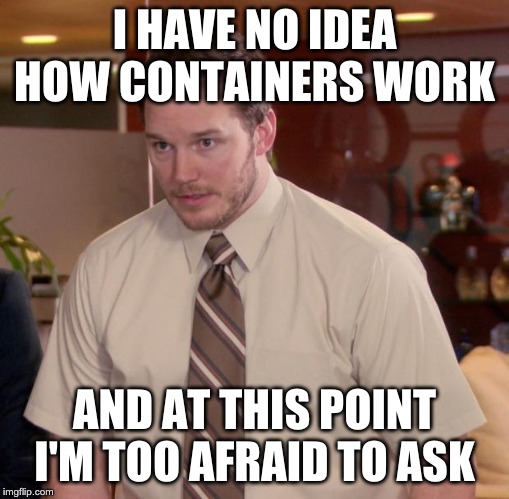 I HAVE NO IDEA
HOW CONTAINERS WORK
AND AT THIS POINT
I'M TOO AFRAID TO ASK
imgflip.com